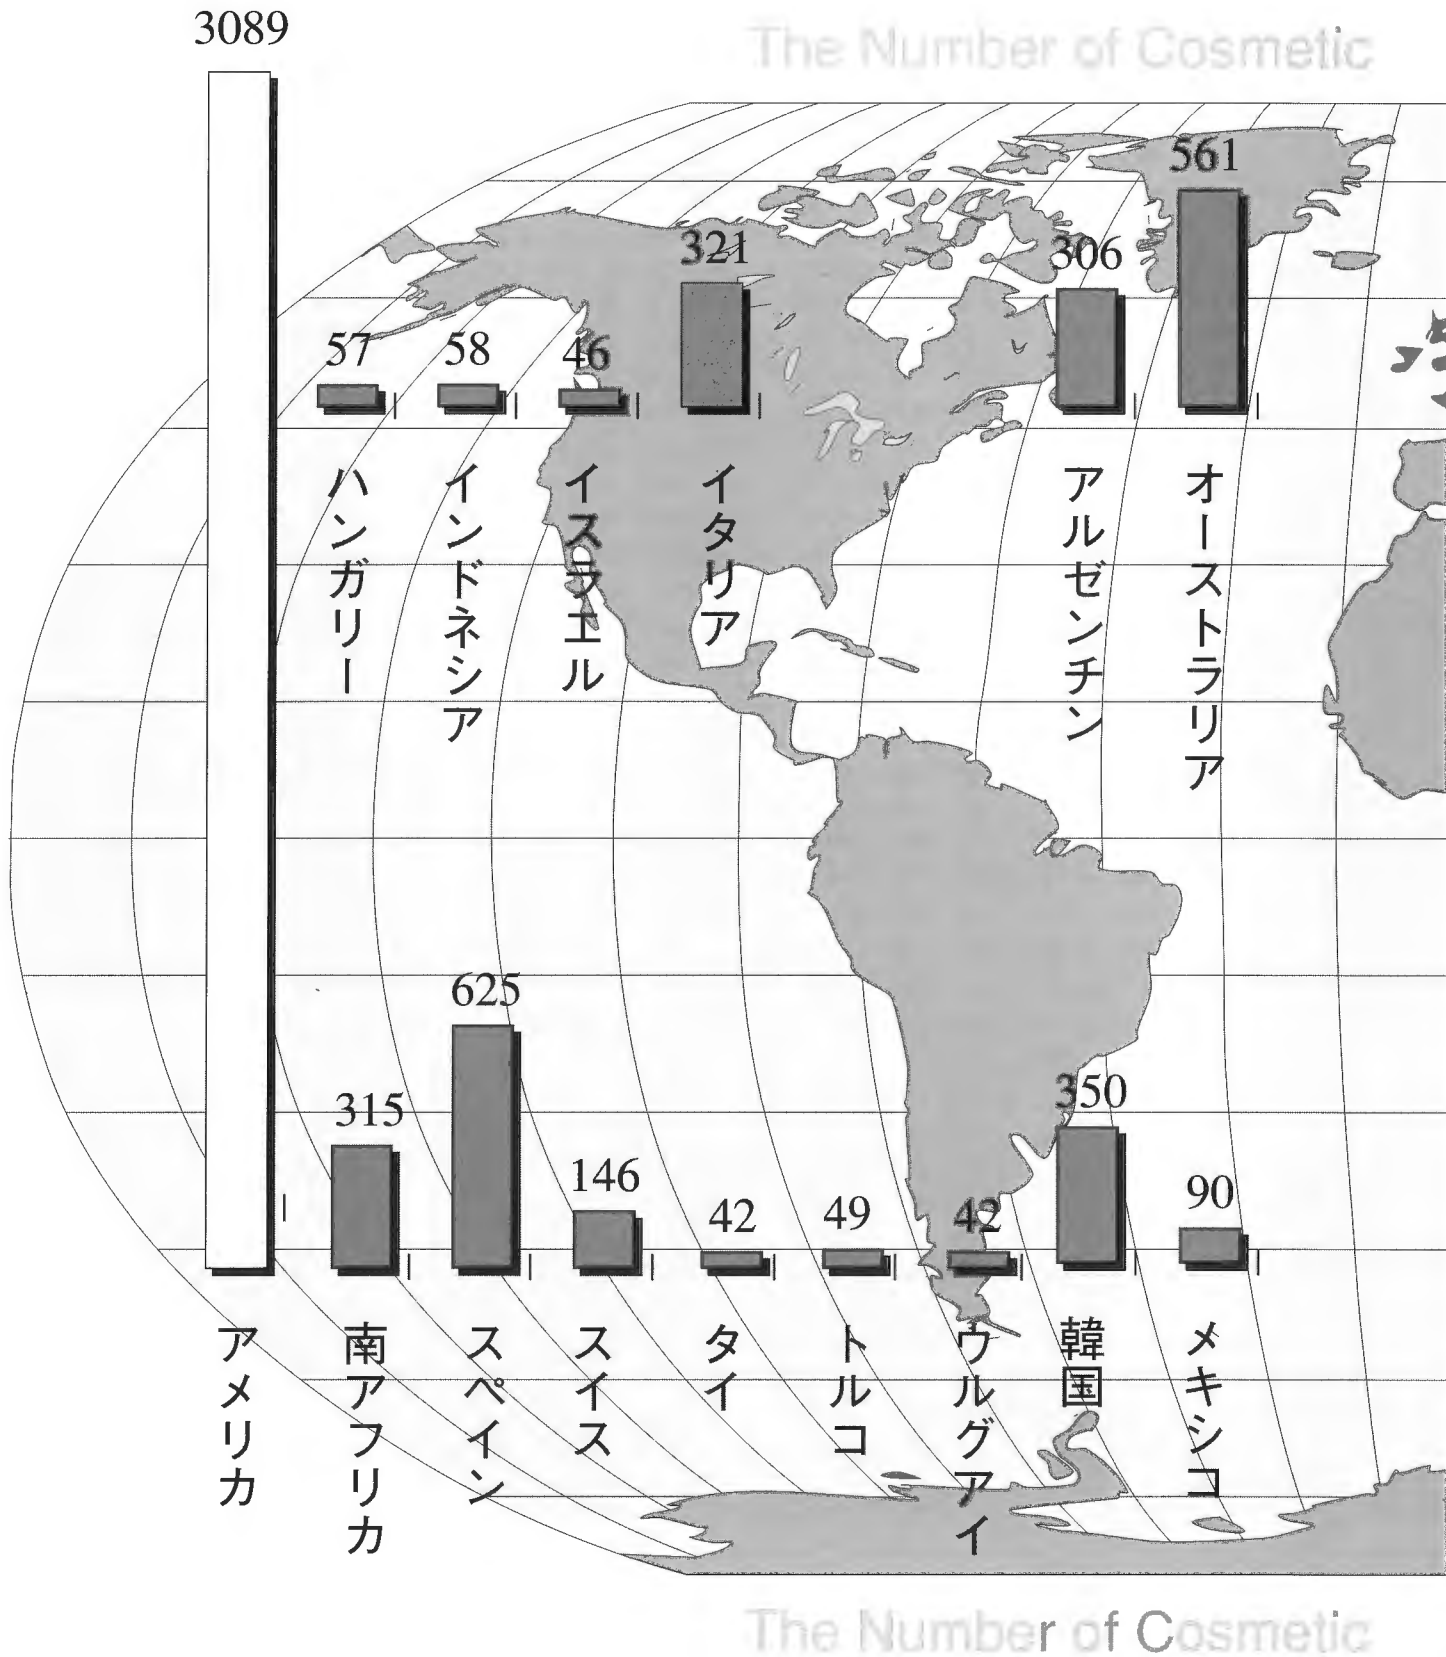 The Number of Cosmetic
3089
アメリカ
57
ハンガリー
58
インドネシア
46
イスラエル
321
イタリア
306
アルゼンチン
561
オーストラリア
315
南アフリカ
625
スペイン
146
スイス
42
タイ
49
トルコ
42
ウルグアイ
350
韓国
90
メキシコ
The Number of Cosmetic